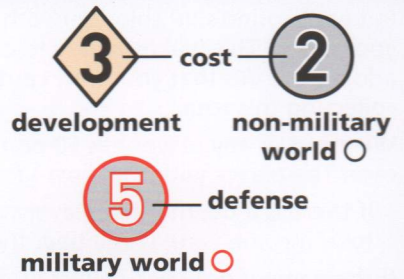 3 cost 2
development
non-military
world
5 defense
military world